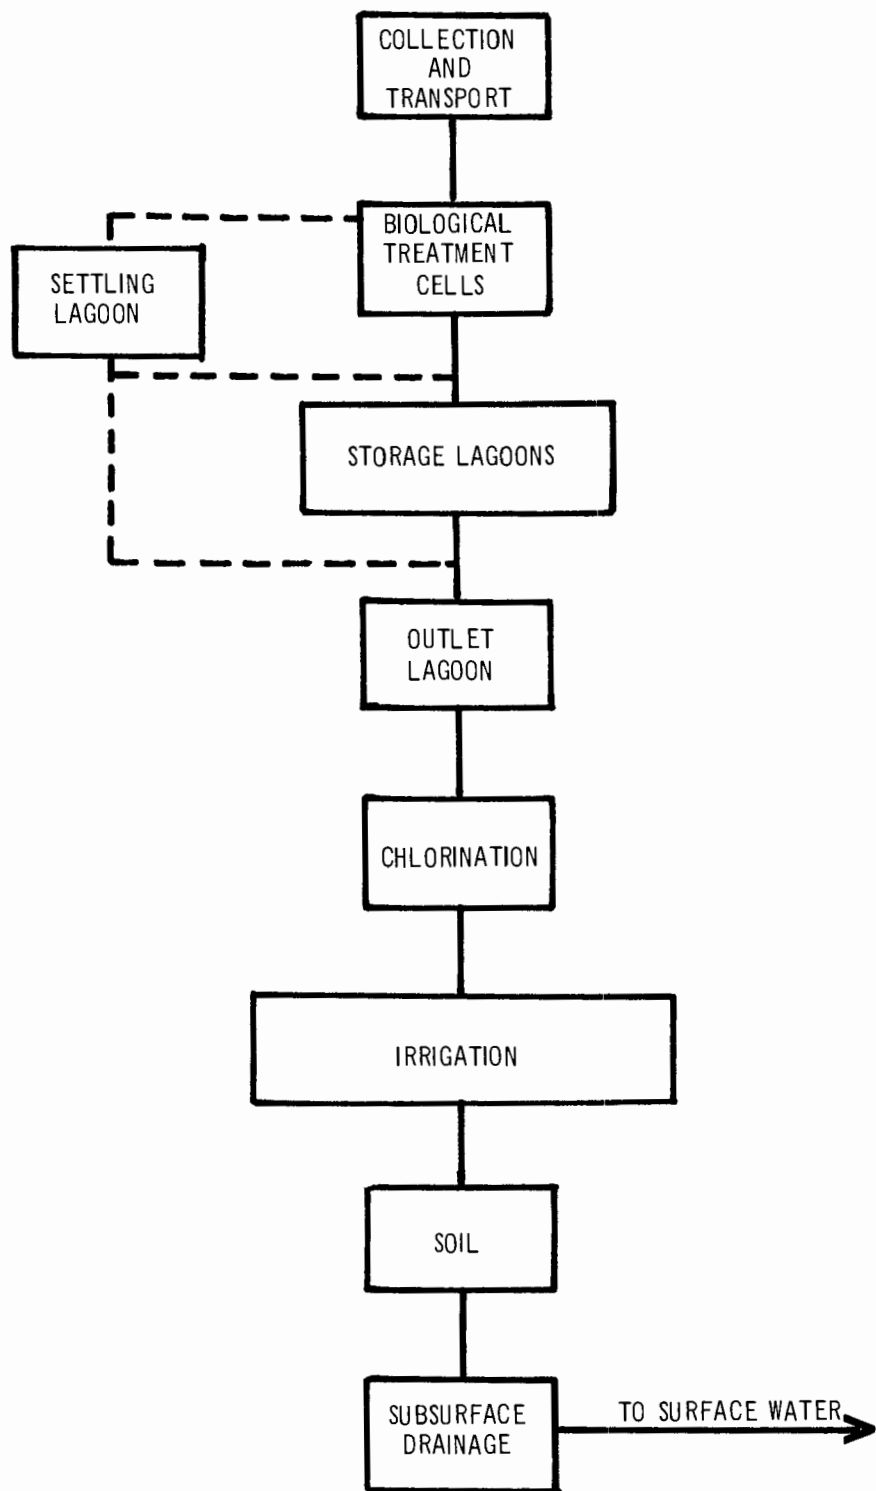 COLLECTION
AND
TRANSPORT
BIOLOGICAL
TREATMENT
CELLS
SETTLING
LAGOON
STORAGE LAGOONS
OUTLET
LAGOON
CHLORINATION
IRRIGATION
SOIL
SUBSURFACE
DRAINAGE
TO SURFACE WATER